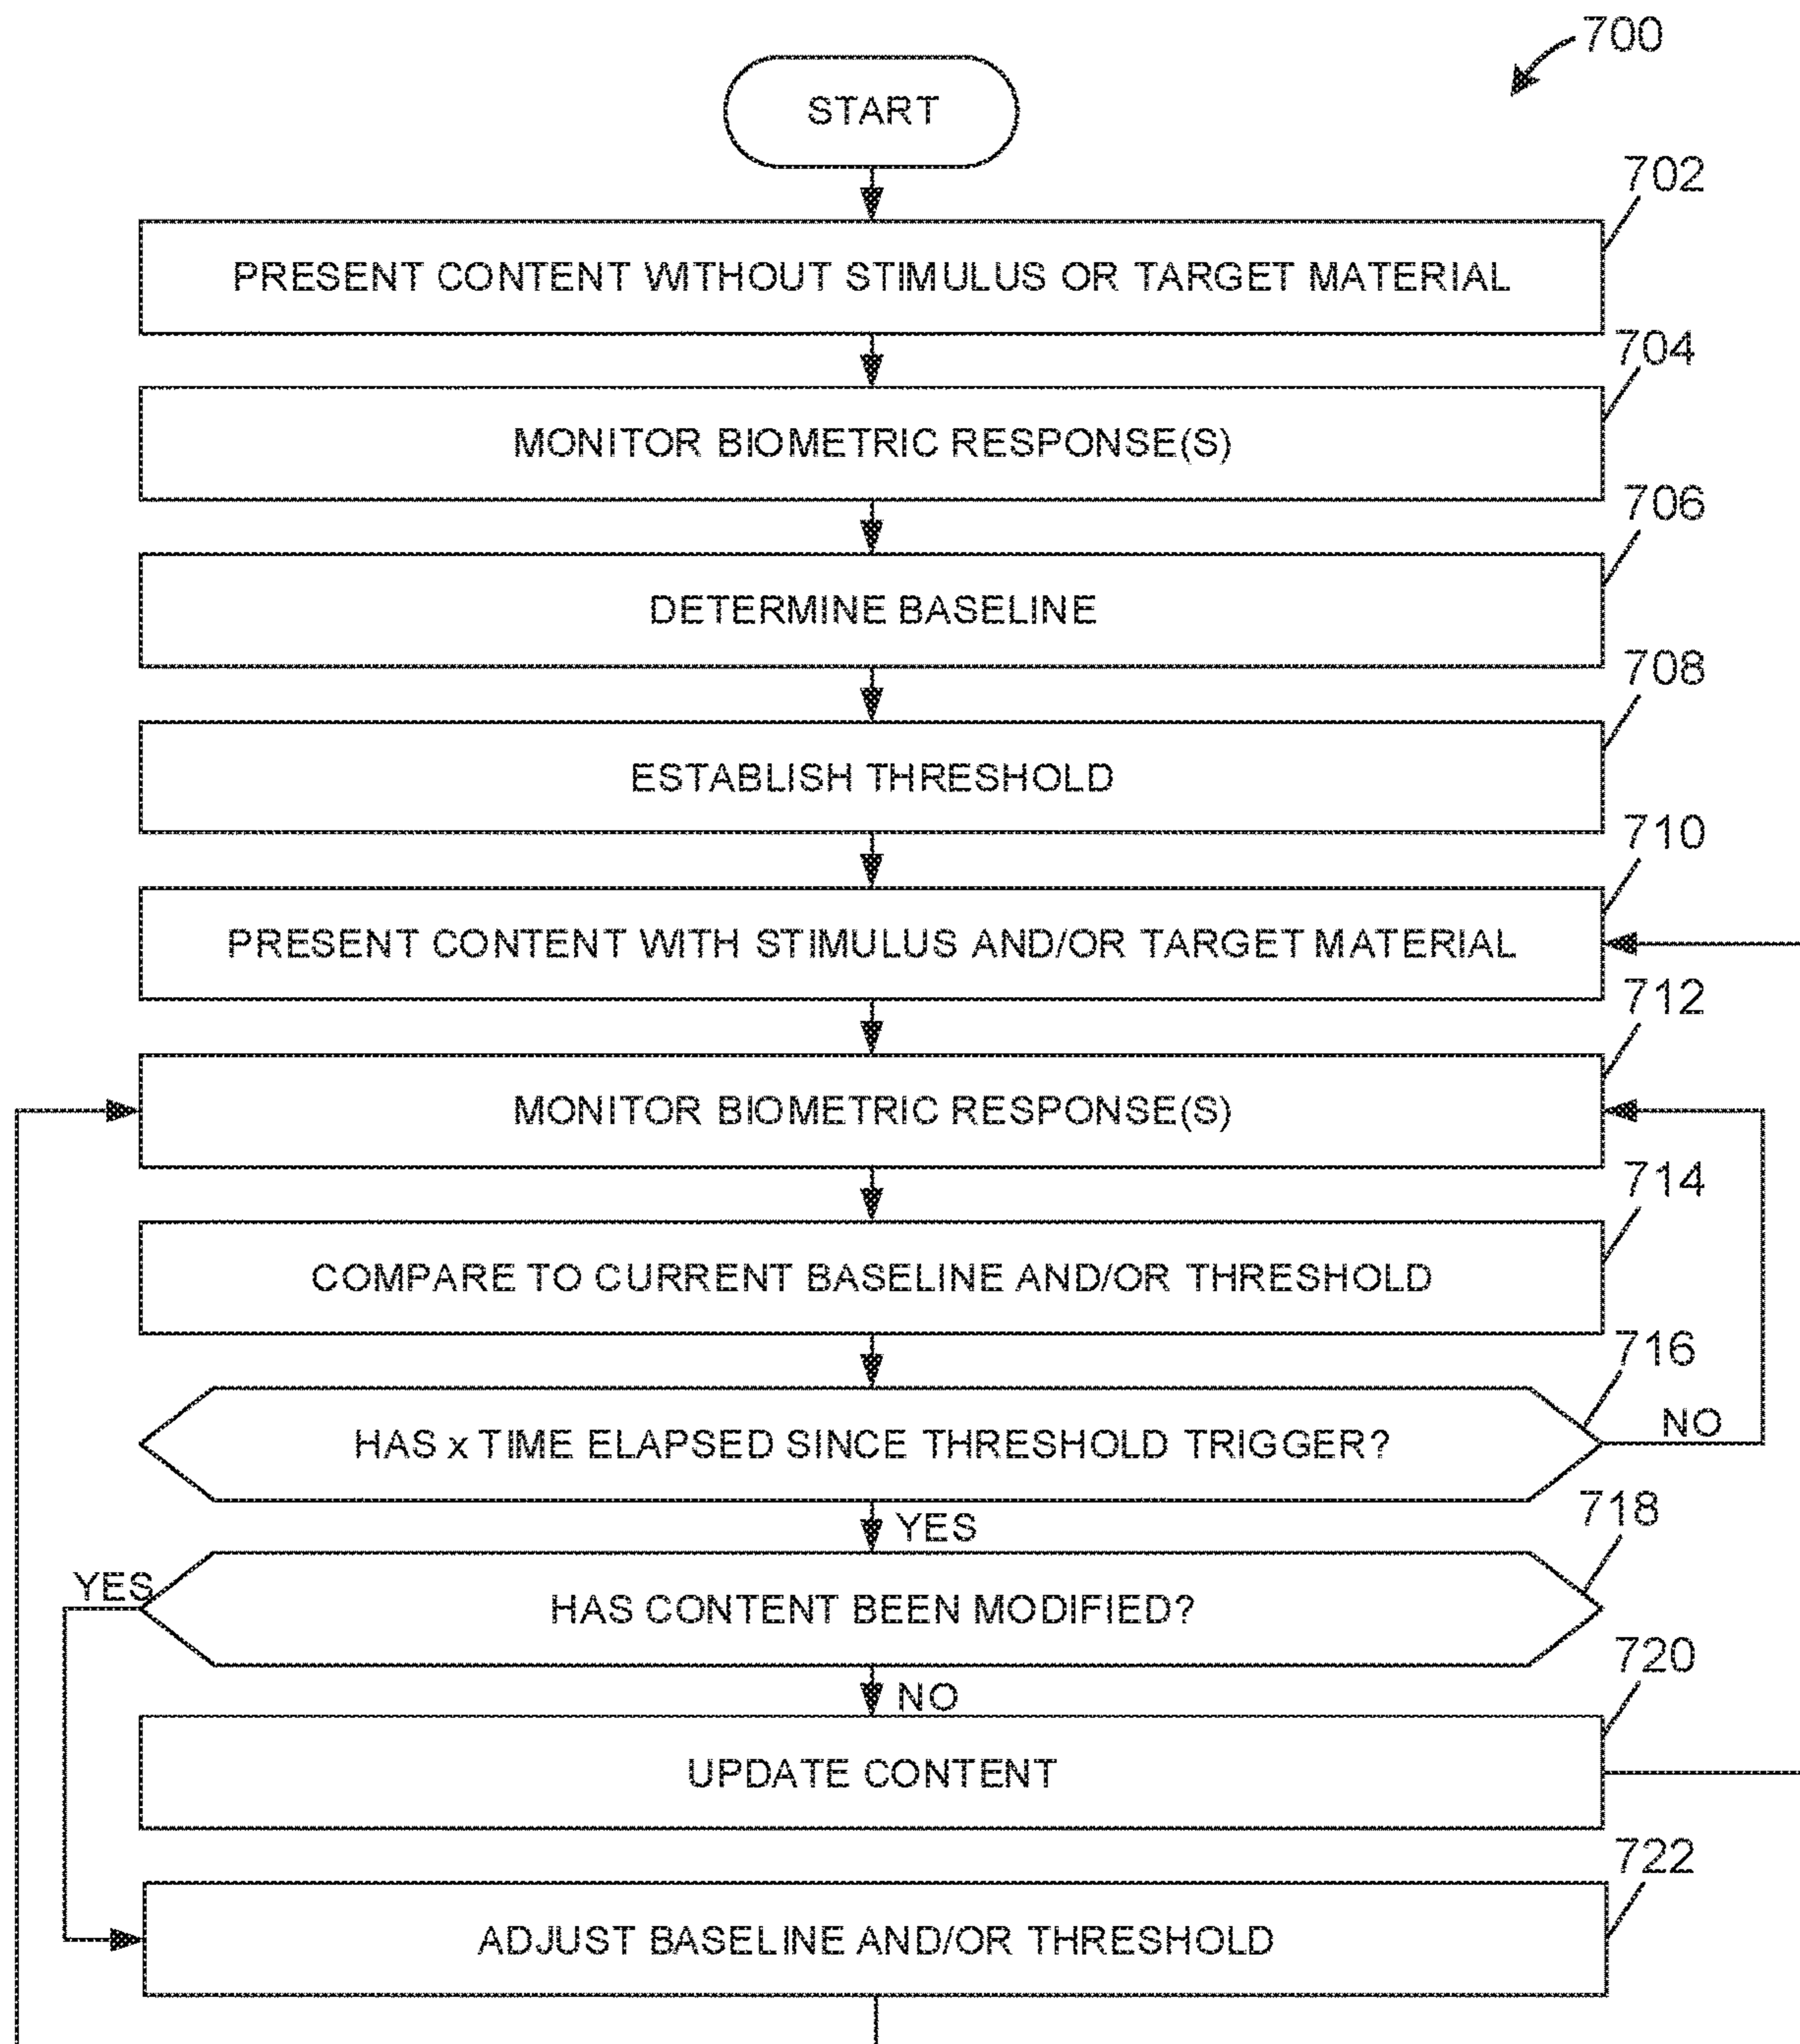 700
START
702
PRESENT CONTENT WITHOUT STIMULUS OR TARGET MATERIAL
704
MONITOR BIOMETRIC RESPONSE(S)
706
DETERMINE BASELINE
708
ESTABLISH THRESHOLD
710
PRESENT CONTENT WITH STIMULUS AND/OR TARGET MATERIAL
712
MONITOR BIOMETRIC RESPONSE(S)
714
COMPARE TO CURRENT BASELINE AND/OR THRESHOLD
716
HAS x TIME ELAPSED SINCE THRESHOLD TRIGGER?
NO
YES
718
YES
HAS CONTENT BEEN MODIFIED?
NO
720
UPDATE CONTENT
722
ADJUST BASELINE AND/OR THRESHOLD